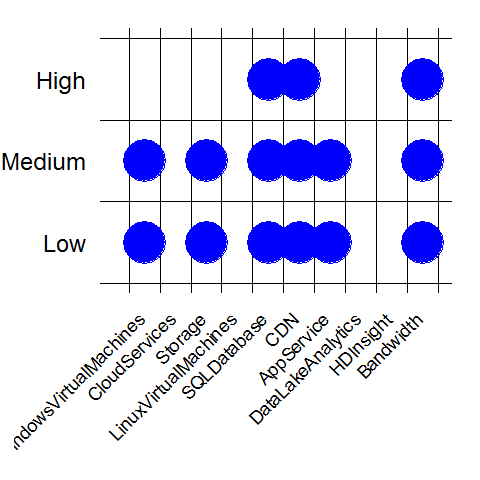 High
Medium
Low
ndowsVirtualMachines
CloudServices
Storage
LinuxVirtualMachines
SQLDatabase
CDN
AppService
DataLakeAnalytics
HDInsight
Bandwidth